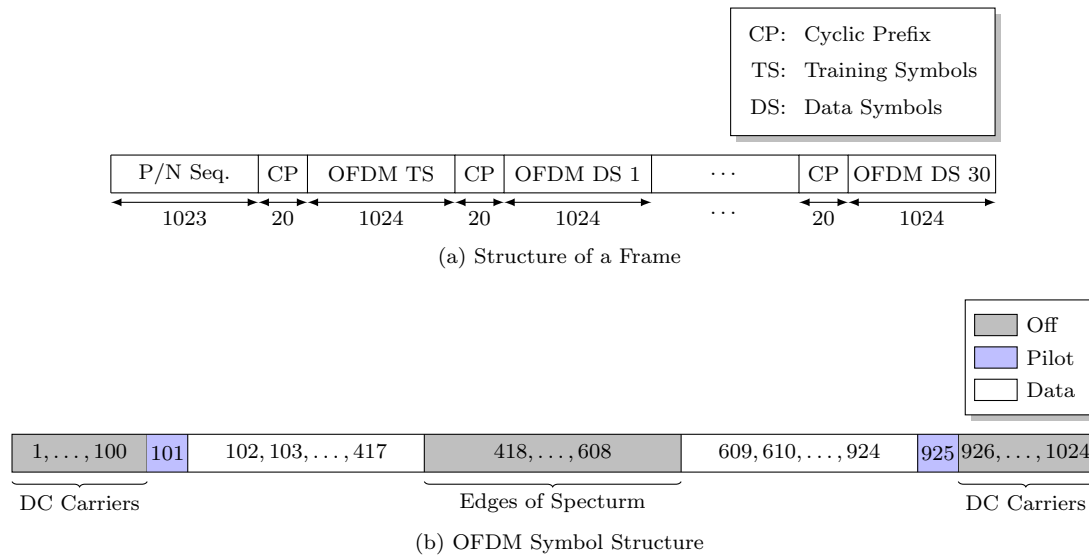 CP: Cyclic Prefix
TS: Training Symbols
DS: Data Symbols
P/N Seq. CP OFDM TS CP OFDM DS 1 · · · CP OFDM DS 30
1023 20 1024 20 1024 · · · 20 1024
(a) Structure of a Frame
Off
Pilot
Data
1, . . . , 100 101 102, 103, . . . , 417 418, . . . , 608 609, 610, . . . , 924 925 926, . . . , 1024
DC Carriers Edges of Specturm DC Carriers
(b) OFDM Symbol Structure